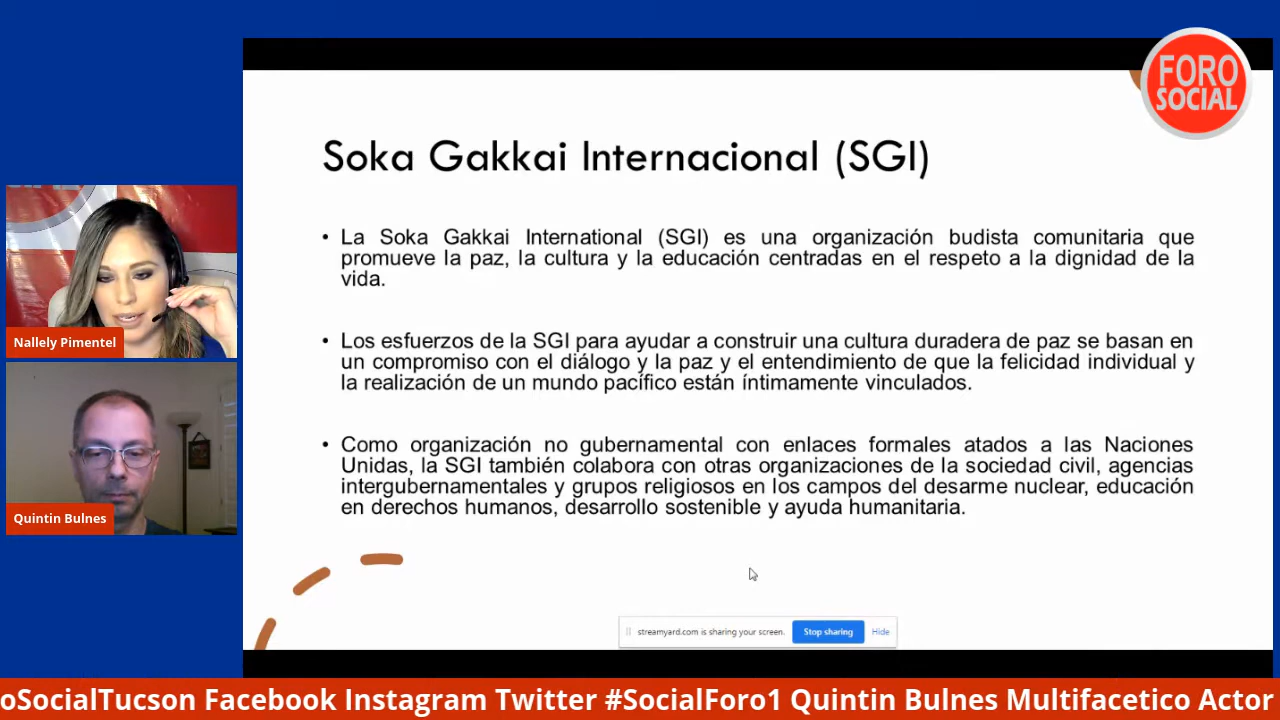 FORO
SOCIAL
Soka Gakkai Internacional (SGI)
• La Soka Gakkai International (SGI) es una organización budista comunitaria que
promueve la paz, la cultura y la educación centradas en el respeto a la dignidad de la
vida.
• Los esfuerzos de la SGI para ayudar a construir una cultura duradera de paz se basan en
un compromiso con el diálogo y la paz y el entendimiento de que la felicidad individual y
la realización de un mundo pacífico están íntimamente vinculados.
• Como organización no gubernamental con enlaces formales atados a las Naciones
Unidas, la SGI también colabora con otras organizaciones de la sociedad civil, agencias
intergubernamentales y grupos religiosos en los campos del desarme nuclear, educación
en derechos humanos, desarrollo sostenible y ayuda humanitaria.
Nallely Pimentel
Quintin Bulnes
streamyard.com is sharing your screen. Stop sharing Hide
oSocialTucson Facebook Instagram Twitter #SocialForo1 Quintin Bulnes Multifacetico Actor